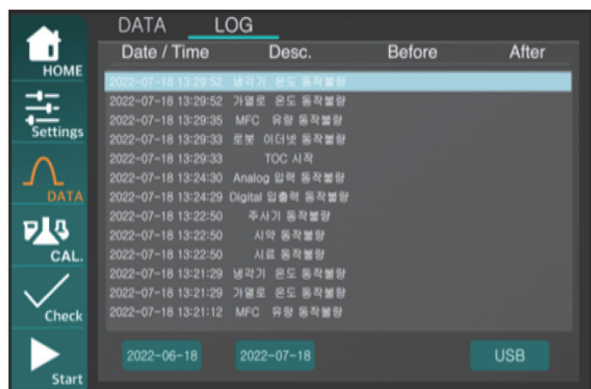 DATA LOG
HOME
Date / Time Desc. Before After
2022-07-18 13:29:52 냉각기 온도 동작불량
2022-07-18 13:29:52 가열로 온도 동작불량
2022-07-18 13:29:35 MFC 유량 동작불량
Settings
2022-07-18 13:29:33 로봇 이더넷 동작불량
2022-07-18 13:29:33 TOC 시작
2022-07-18 13:24:30 Analog 입력 동작불량
DATA
2022-07-18 13:24:29 Digital 입출력 동작불량
2022-07-18 13:22:50 주사기 동작불량
2022-07-18 13:22:50 시약 동작불량
CAL.
2022-07-18 13:22:50 시료 동작불량
2022-07-18 13:21:29 냉각기 온도 동작불량
2022-07-18 13:21:29 가열로 온도 동작불량
Check
2022-07-18 13:21:12 MFC 유량 동작불량
2022-06-18 2022-07-18 USB
Start